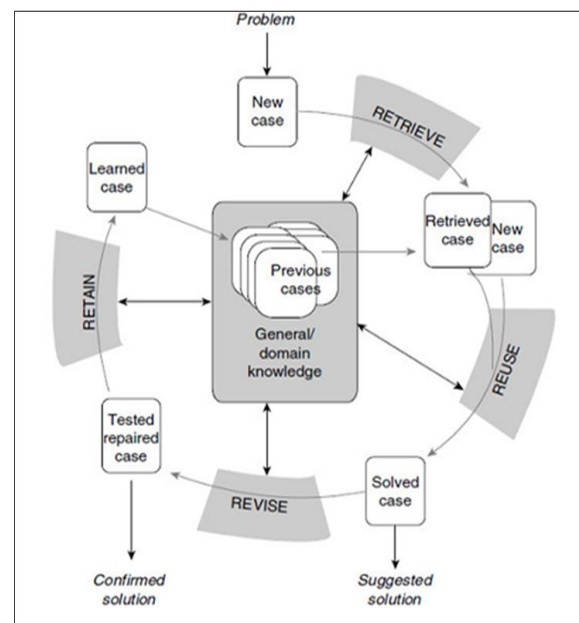 Problem
New
case
RETRIEVE
Learned
case
Retrieved
case
New
case
Previous
cases
General/
domain
knowledge
RETAIN
REUSE
Tested
repaired
case
REVISE
Solved
case
Confirmed
solution
Suggested
solution